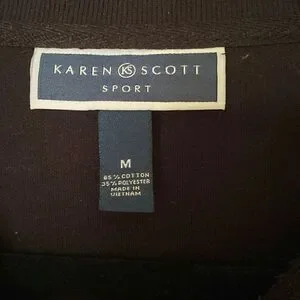 KAREN KS SCOTT
SPORT
M
65% COTTON
35% POLYESTER
MADE IN
VIETNAM